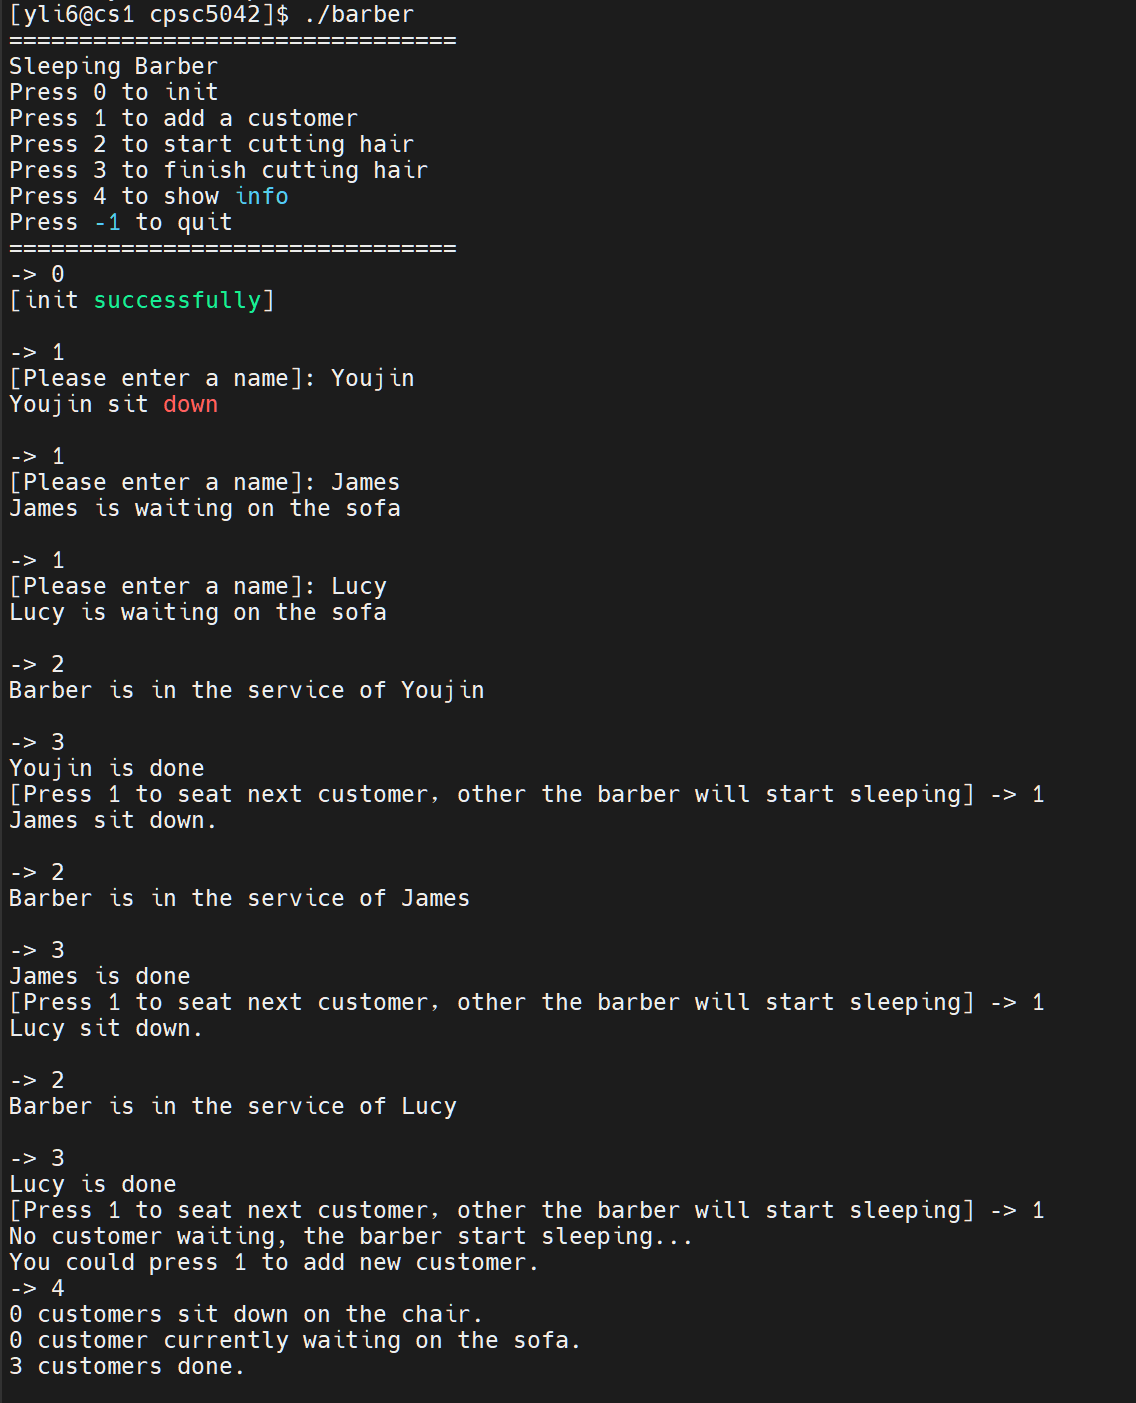 [yli6@cs1 cpsc5042]$ ./barber
================================
Sleeping Barber
Press 0 to init
Press 1 to add a customer
Press 2 to start cutting hair
Press 3 to finish cutting hair
Press 4 to show info
Press -1 to quit
================================
-> 0
[init successfully]
-> 1
[Please enter a name]: Youjin
Youjin sit down
-> 1
[Please enter a name]: James
James is waiting on the sofa
-> 1
[Please enter a name]: Lucy
Lucy is waiting on the sofa
-> 2
Barber is in the service of Youjin
-> 3
Youjin is done
[Press 1 to seat next customer, other the barber will start sleeping] -> 1
James sit down.
-> 2
Barber is in the service of James
-> 3
James is done
[Press 1 to seat next customer, other the barber will start sleeping] -> 1
Lucy sit down.
-> 2
Barber is in the service of Lucy
-> 3
Lucy is done
[Press 1 to seat next customer, other the barber will start sleeping] -> 1
No customer waiting, the barber start sleeping...
You could press 1 to add new customer.
-> 4
0 customers sit down on the chair.
0 customer currently waiting on the sofa.
3 customers done.